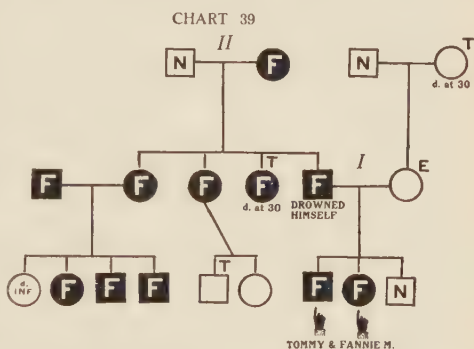 CHART 39
II
N F N T
d. at 30
T I E
F F F F F
d. at 30 DROWNED
HIMSELF
T
d.
INF F F F F F N
TOMMY & FANNIE M.